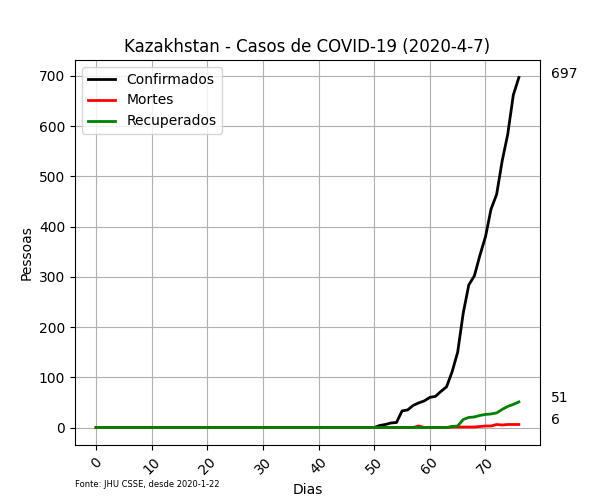 Kazakhstan - Casos de COVID-19 (2020-4-7)
Confirmados
Mortes
Recuperados
Pessoas
700
600
500
400
300
200
100
0
697
51
6
0 10 20 30 40 50 60 70
Dias
Fonte: JHU CSSE, desde 2020-1-22